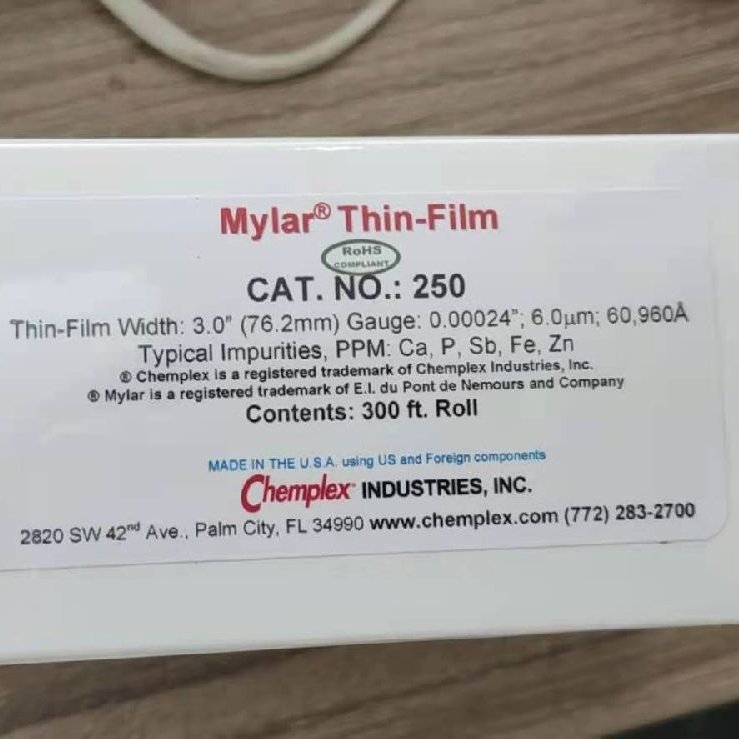 Mylar® Thin-Film
RoHS
COMPLIANT
CAT. NO.: 250
Thin-Film Width: 3.0" (76.2mm) Gauge: 0.00024"; 6.0µm; 60,960Å
Typical Impurities, PPM: Ca, P, Sb, Fe, Zn
® Chemplex is a registered trademark of Chemplex Industries, Inc.
® Mylar is a registered trademark of E.I. du Pont de Nemours and Company
Contents: 300 ft. Roll
MADE IN THE U.S.A. using US and Foreign components
Chemplex® INDUSTRIES, INC.
2820 SW 42nd Ave., Palm City, FL 34990 www.chemplex.com (772) 283-2700